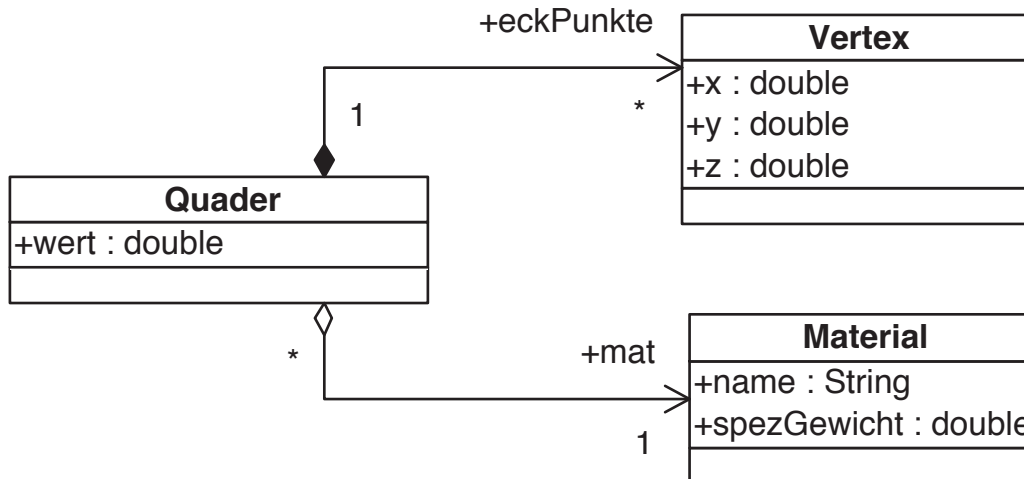 +eckPunkte
Vertex
+x : double
+y : double
+z : double
1
*
Quader
+wert : double
*
+mat
1
Material
+name : String
+spezGewicht : double